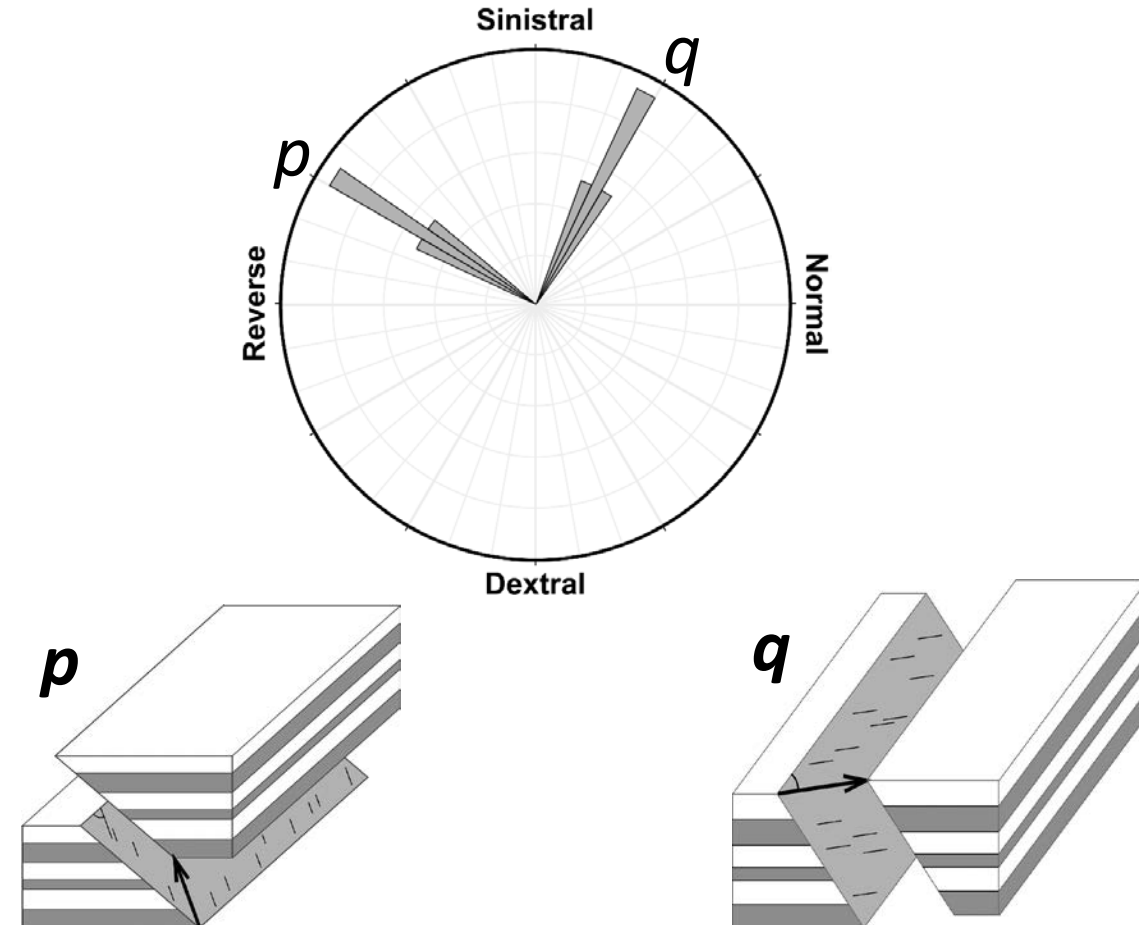 Sinistral
q
p
Reverse
Normal
Dextral
p
q